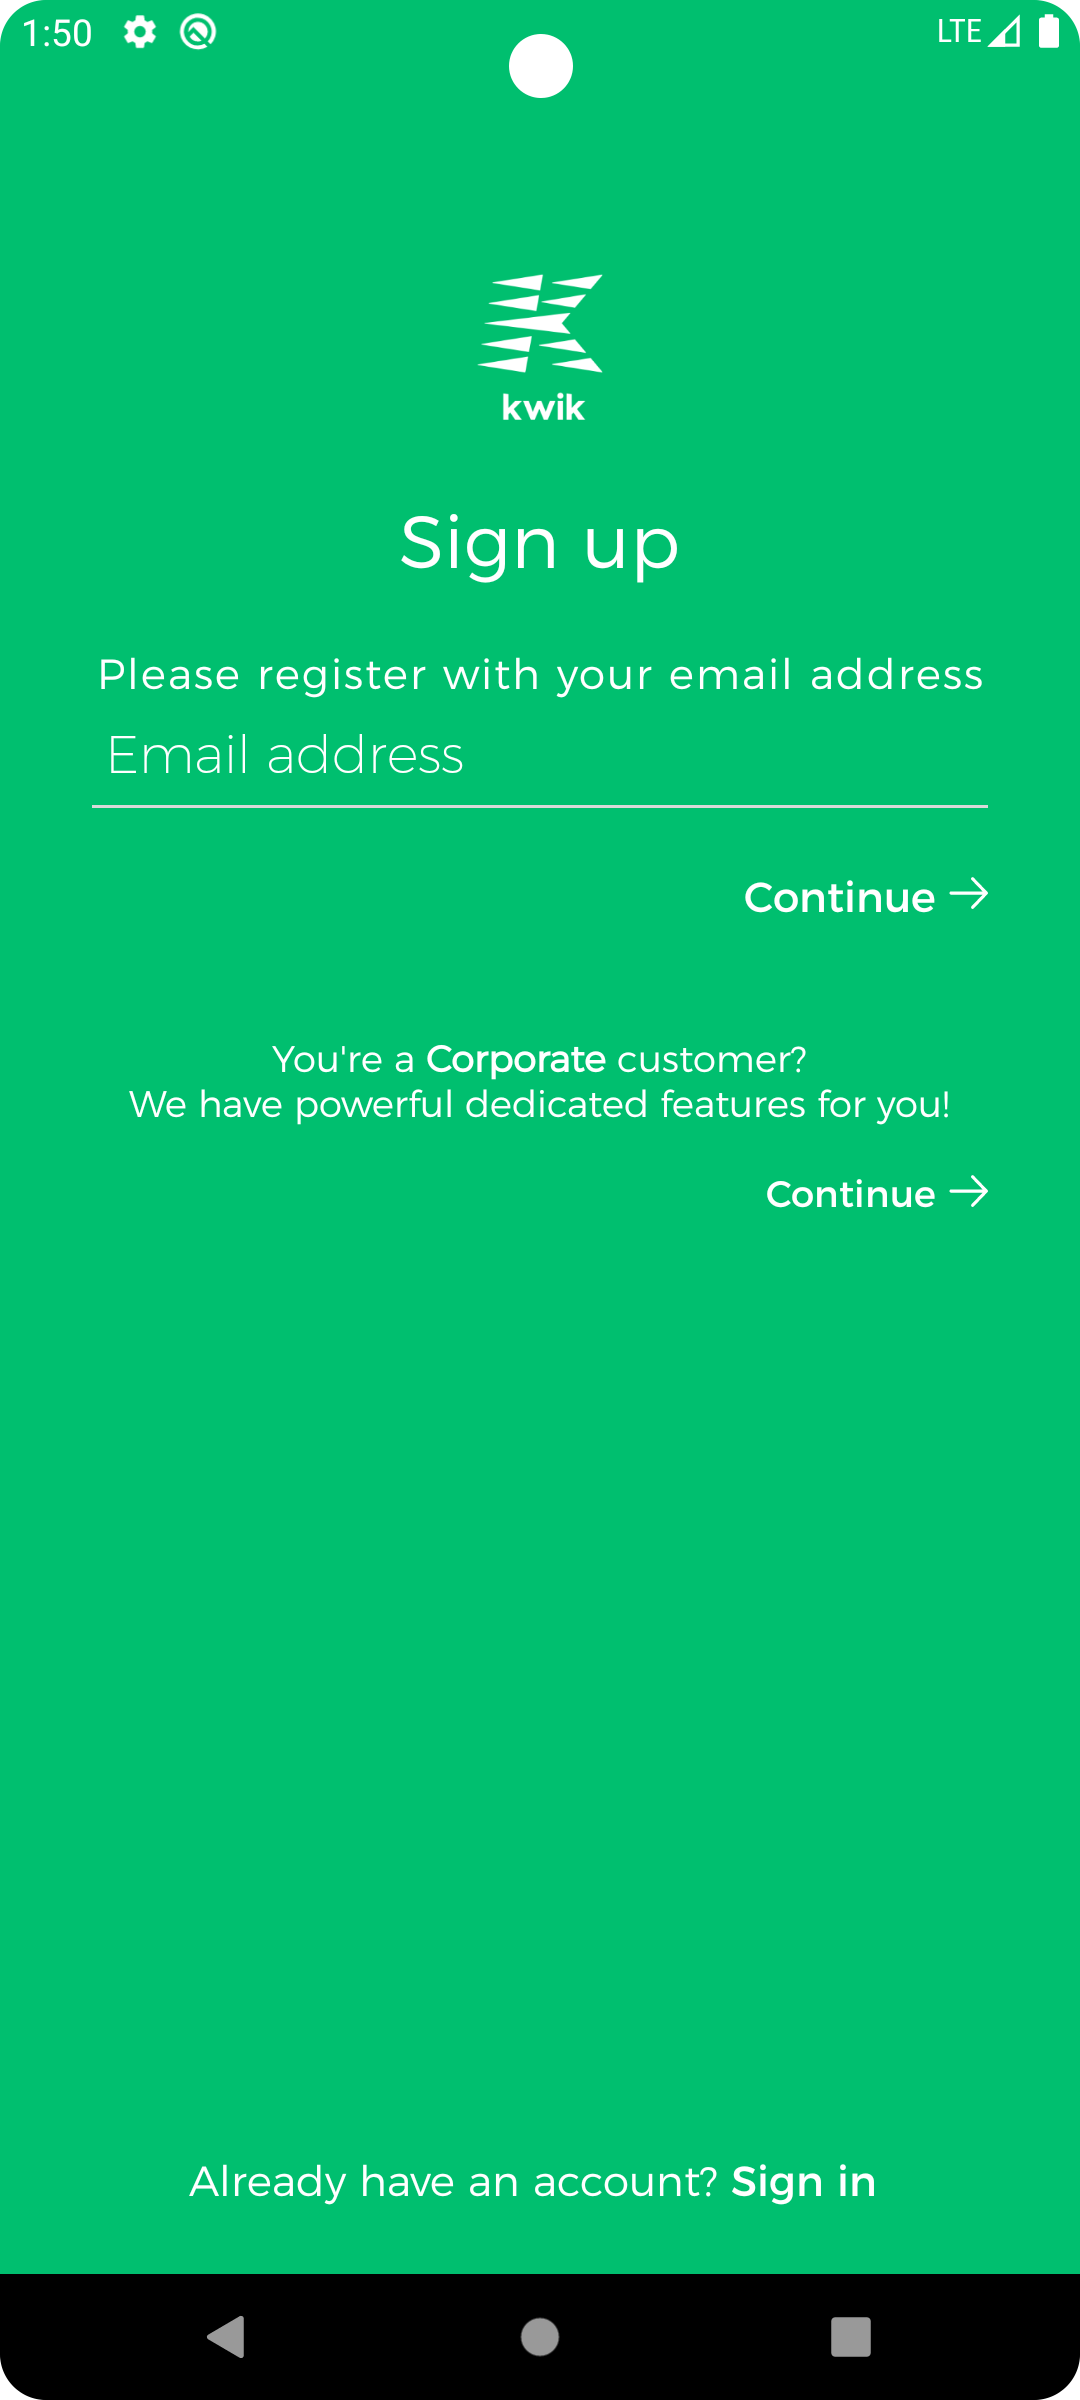 1:50
LTE
kwik
Sign up
Please register with your email address
Email address
Continue
You're a Corporate customer?
We have powerful dedicated features for you!
Continue
Already have an account? Sign in